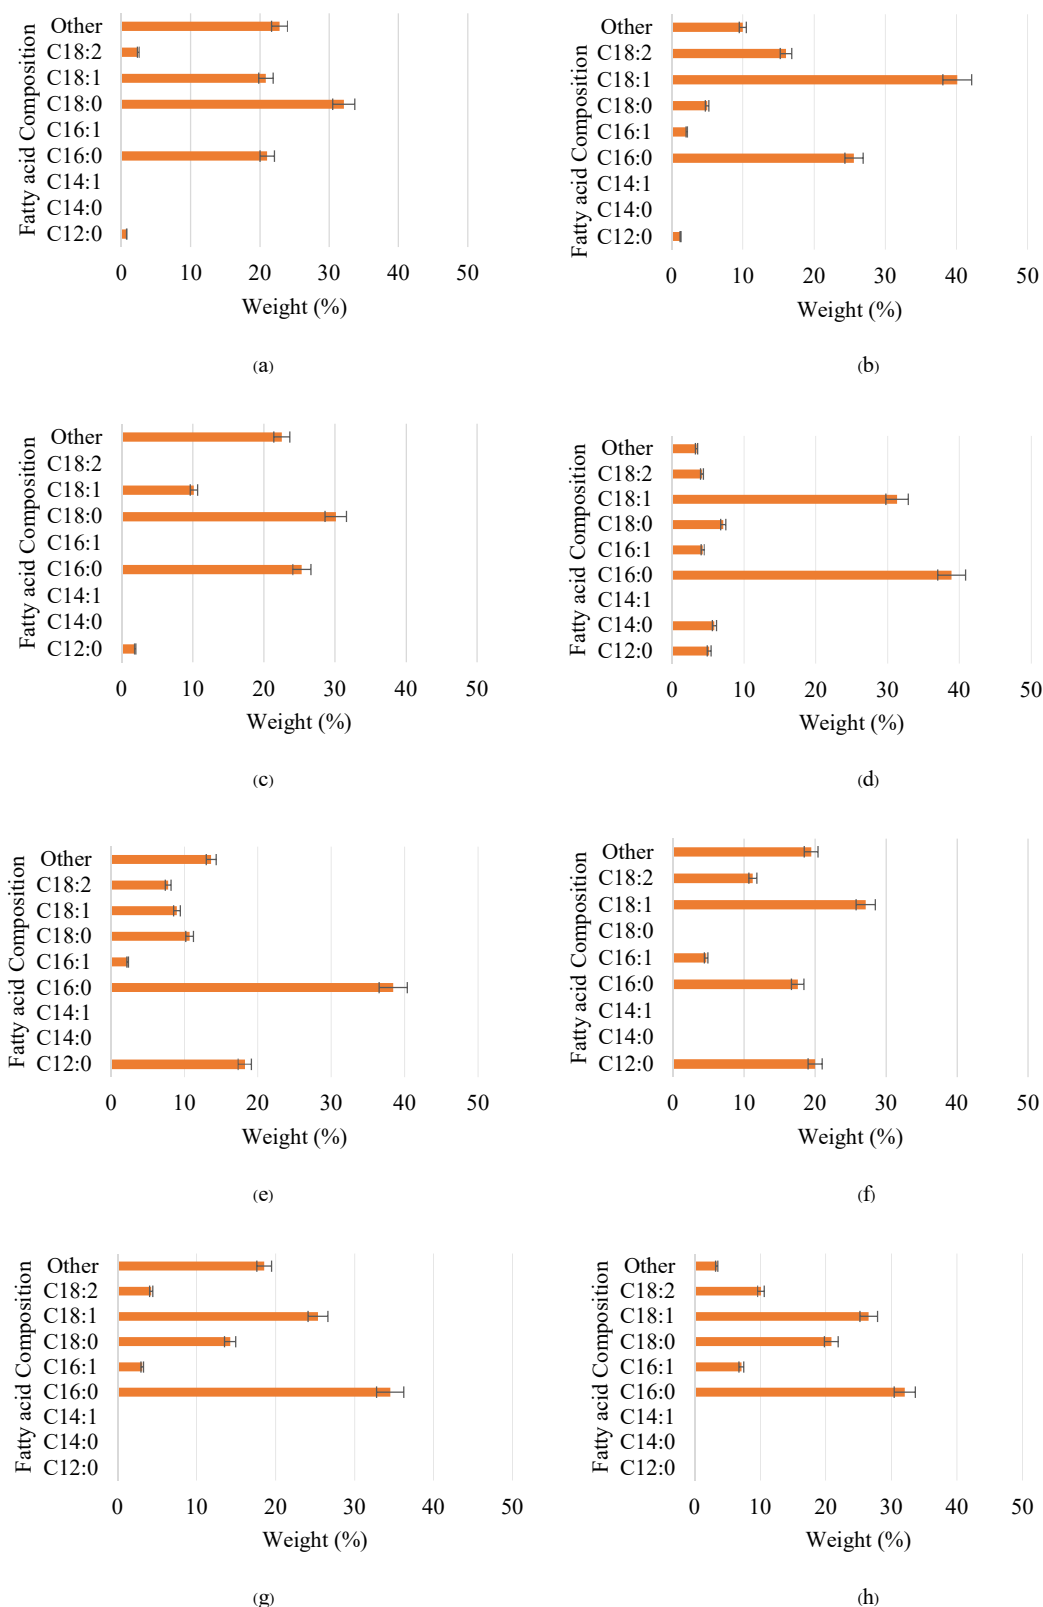 Fatty acid Composition
Other
C18:2
C18:1
C18:0
C16:1
C16:0
C14:1
C14:0
C12:0
0 10 20 30 40 50
Weight (%)
(a)
Fatty acid Composition
Other
C18:2
C18:1
C18:0
C16:1
C16:0
C14:1
C14:0
C12:0
0 10 20 30 40 50
Weight (%)
(b)
Fatty acid Composition
Other
C18:2
C18:1
C18:0
C16:1
C16:0
C14:1
C14:0
C12:0
0 10 20 30 40 50
Weight (%)
(c)
Fatty acid Composition
Other
C18:2
C18:1
C18:0
C16:1
C16:0
C14:1
C14:0
C12:0
0 10 20 30 40 50
Weight (%)
(d)
Fatty acid Composition
Other
C18:2
C18:1
C18:0
C16:1
C16:0
C14:1
C14:0
C12:0
0 10 20 30 40 50
Weight (%)
(e)
Fatty acid Composition
Other
C18:2
C18:1
C18:0
C16:1
C16:0
C14:1
C14:0
C12:0
0 10 20 30 40 50
Weight (%)
(f)
Fatty acid Composition
Other
C18:2
C18:1
C18:0
C16:1
C16:0
C14:1
C14:0
C12:0
0 10 20 30 40 50
Weight (%)
(g)
Fatty acid Composition
Other
C18:2
C18:1
C18:0
C16:1
C16:0
C14:1
C14:0
C12:0
0 10 20 30 40 50
Weight (%)
(h)